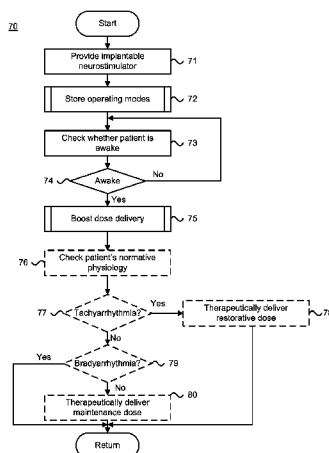 70
Start
Provide implantable
neurostimulator
71
Store operating modes
72
Check whether patient is
awake
73
74
Awake
No
Yes
Boost dose delivery
75
Check patient's normative
physiology
76
77
Tachyarrhythmia?
Yes
Therapeutically deliver
restorative dose
78
No
Yes
Bradyarrhythmia?
79
No
80
Therapeutically deliver
maintenance dose
Return